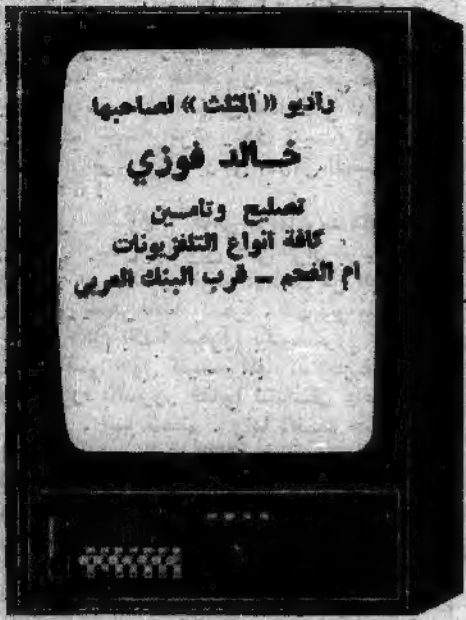 راديو «المثلث» لصاحبها
خالد فوزي
تصليح وتامين
كافة انواع التلفزيونات
ام الفحم - قرب البنك العربي